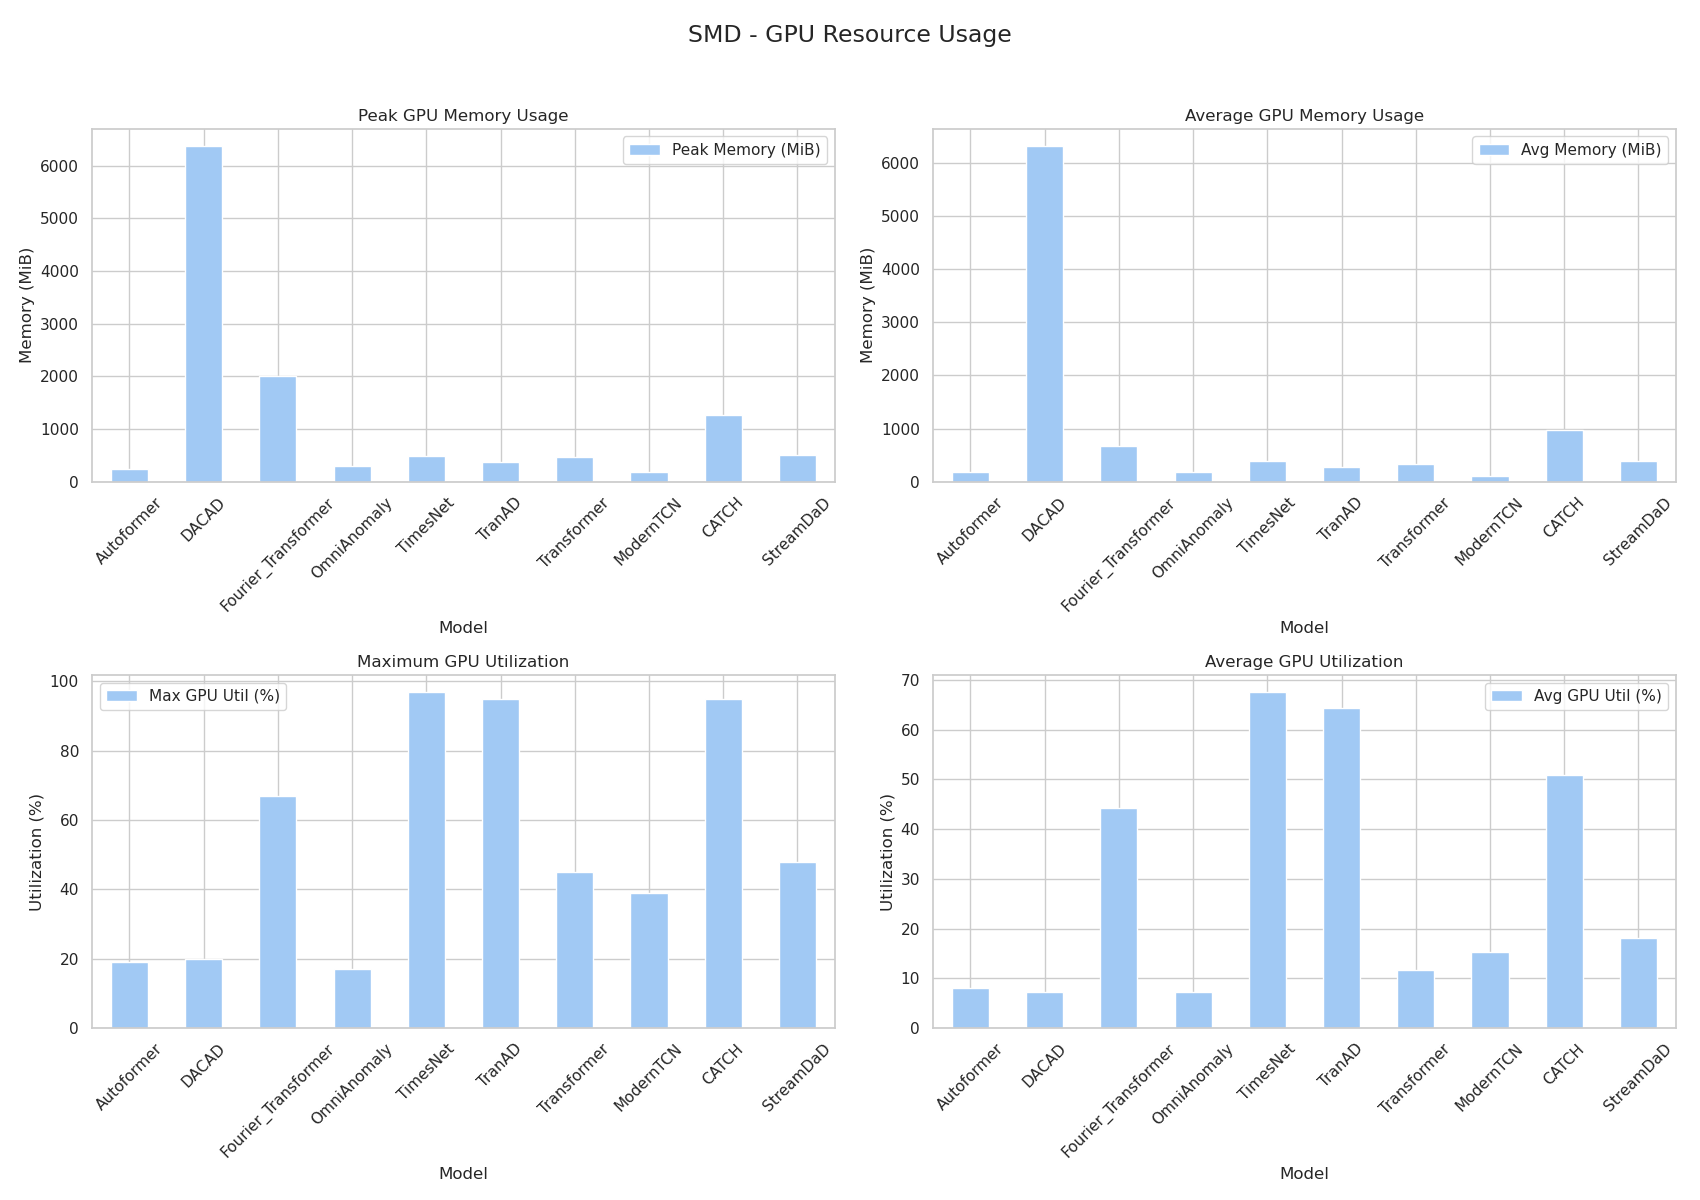 SMD - GPU Resource Usage
Peak GPU Memory Usage
Peak Memory (MiB)
Memory (MiB)
6000
5000
4000
3000
2000
1000
0
Autoformer
DACAD
Fourier_Transformer
OmniAnomaly
TimesNet
TranAD
Transformer
ModernTCN
CATCH
StreamDaD
Model
Average GPU Memory Usage
Avg Memory (MiB)
Memory (MiB)
6000
5000
4000
3000
2000
1000
0
Autoformer
DACAD
Fourier_Transformer
OmniAnomaly
TimesNet
TranAD
Transformer
ModernTCN
CATCH
StreamDaD
Model
Maximum GPU Utilization
Max GPU Util (%)
Utilization (%)
100
80
60
40
20
0
Autoformer
DACAD
Fourier_Transformer
OmniAnomaly
TimesNet
TranAD
Transformer
ModernTCN
CATCH
StreamDaD
Model
Average GPU Utilization
Avg GPU Util (%)
Utilization (%)
70
60
50
40
30
20
10
0
Autoformer
DACAD
Fourier_Transformer
OmniAnomaly
TimesNet
TranAD
Transformer
ModernTCN
CATCH
StreamDaD
Model